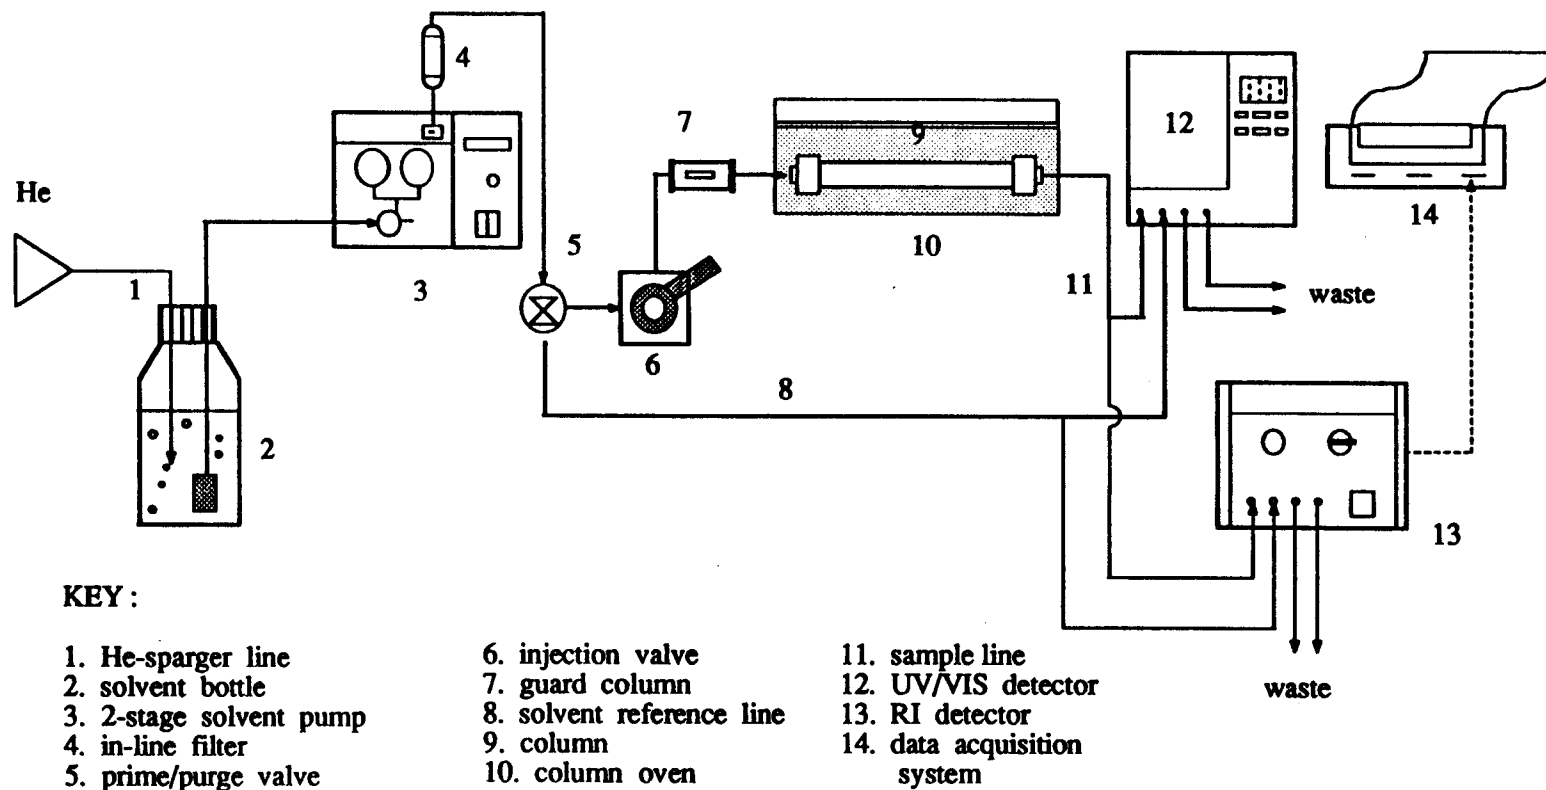 He
1
2
3
4
5
6
7
8
9
10
11
12
13
14
waste
waste
KEY :
1. He-sparger line
2. solvent bottle
3. 2-stage solvent pump
4. in-line filter
5. prime/purge valve
6. injection valve
7. guard column
8. solvent reference line
9. column
10. column oven
11. sample line
12. UV/VIS detector
13. RI detector
14. data acquisition
system